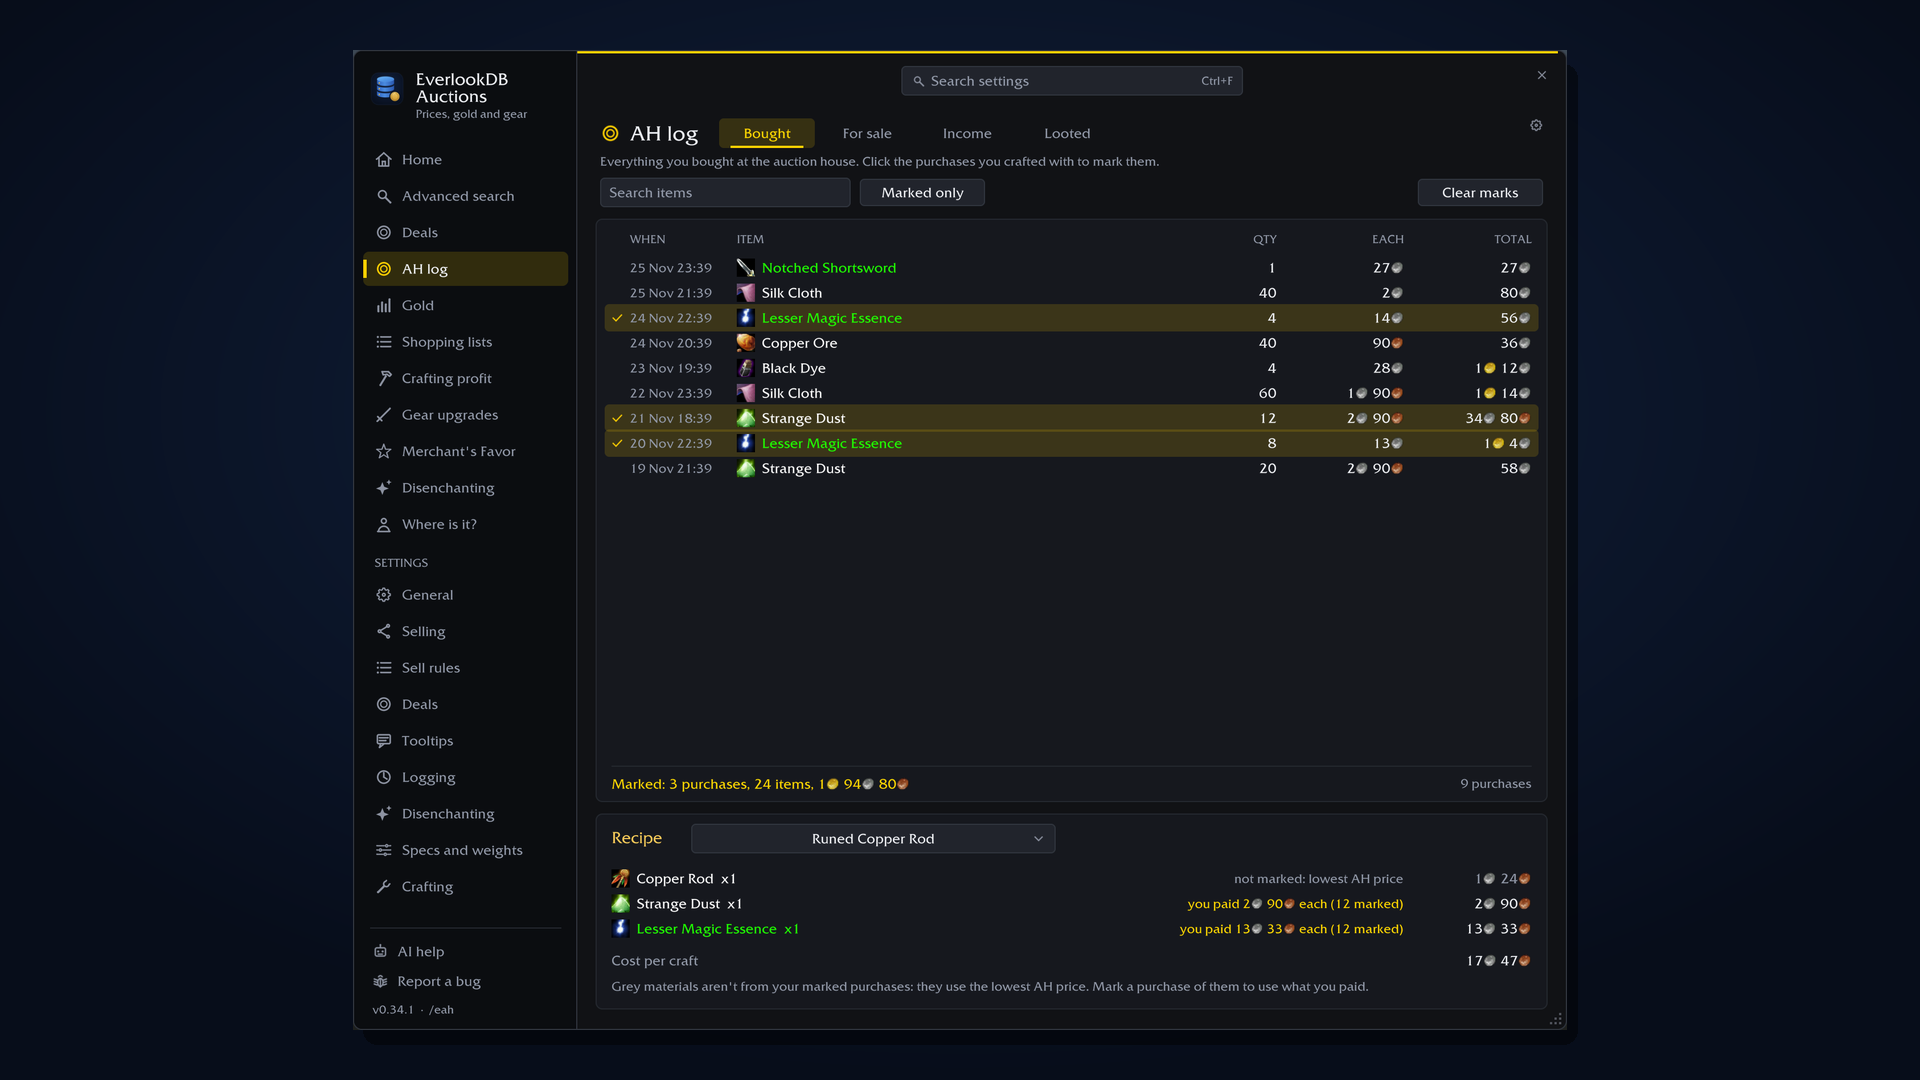 EverlookDB
Auctions
Prices, gold and gear
Home
Advanced search
Deals
AH log
Gold
Shopping lists
Crafting profit
Gear upgrades
Merchant's Favor
Disenchanting
Where is it?
SETTINGS
General
Selling
Sell rules
Deals
Tooltips
Logging
Disenchanting
Specs and weights
Crafting
AI help
Report a bug
v0.34.1 · /eah
Search settings Ctrl+F
AH log Bought For sale Income Looted
Everything you bought at the auction house. Click the purchases you crafted with to mark them.
Search items Marked only Clear marks
WHEN ITEM QTY EACH TOTAL
25 Nov 23:39 Notched Shortsword 1 27 27
25 Nov 21:39 Silk Cloth 40 2 80
24 Nov 22:39 Lesser Magic Essence 4 14 56
24 Nov 20:39 Copper Ore 40 90 36
23 Nov 19:39 Black Dye 4 28 1 12
22 Nov 23:39 Silk Cloth 60 1 90 1 14
21 Nov 18:39 Strange Dust 12 2 90 34 80
20 Nov 22:39 Lesser Magic Essence 8 13 1 4
19 Nov 21:39 Strange Dust 20 2 90 58
Marked: 3 purchases, 24 items, 1 94 80 9 purchases
Recipe Runed Copper Rod
Copper Rod x1 not marked: lowest AH price 1 24
Strange Dust x1 you paid 2 90 each (12 marked) 2 90
Lesser Magic Essence x1 you paid 13 33 each (12 marked) 13 33
Cost per craft 17 47
Grey materials aren't from your marked purchases: they use the lowest AH price. Mark a purchase of them to use what you paid.